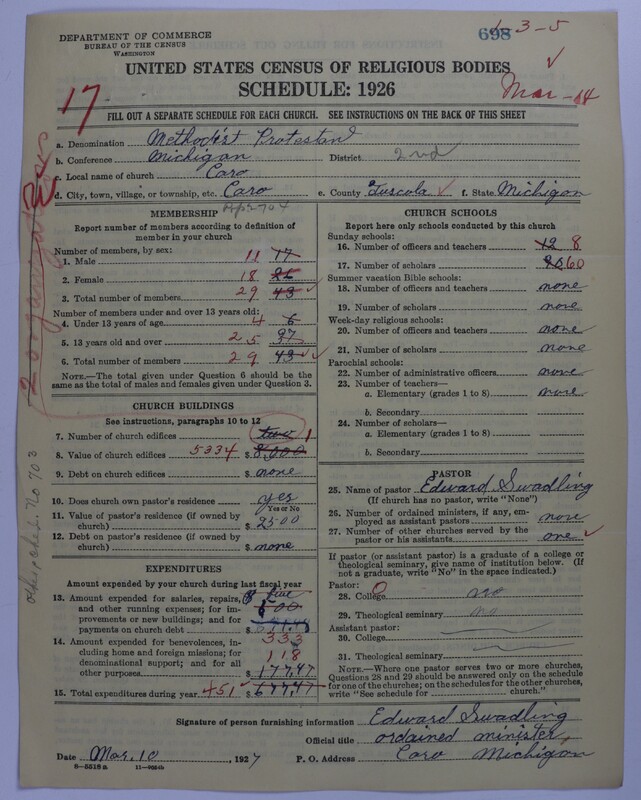 DEPARTMENT OF COMMERCE
BUREAU OF THE CENSUS
WASHINGTON
698
3-5
UNITED STATES CENSUS OF RELIGIOUS BODIES
SCHEDULE: 1926
17
Mar-14
FILL OUT A SEPARATE SCHEDULE FOR EACH CHURCH. SEE INSTRUCTIONS ON THE BACK OF THIS SHEET
a. Denomination Methodist Protestant
b. Conference Michigan District 2nd
c. Local name of church Caro
d. City, town, village, or township, etc. Caro e. County Tuscola f. State Michigan
MEMBERSHIP
Report number of members according to definition of member in your church
Number of members, by sex:
1. Male 11 17
2. Female 18 26
3. Total number of members 29 43
Number of members under and over 13 years old:
4. Under 13 years of age 4 6
5. 13 years old and over 25 37
6. Total number of members 29 43
NOTE.—The total given under Question 6 should be the same as the total of males and females given under Question 3.
CHURCH BUILDINGS
See instructions, paragraphs 10 to 12
7. Number of church edifices two 1
8. Value of church edifices 5334 $ 8,000
9. Debt on church edifices $ none
10. Does church own pastor's residence yes
Yes or No
11. Value of pastor's residence (if owned by church) $ 2500
12. Debt on pastor's residence (if owned by church) $ none
EXPENDITURES
Amount expended by your church during last fiscal year
13. Amount expended for salaries, repairs, and other running expenses; for improvements or new buildings; and for payments on church debt
333
14. Amount expended for benevolences, including home and foreign missions; for denominational support; and for all other purposes 118 $ 177,47
15. Total expenditures during year 451 $ 677,47
CHURCH SCHOOLS
Report here only schools conducted by this church
Sunday schools:
16. Number of officers and teachers 12 8
17. Number of scholars 60
Summer vacation Bible schools:
18. Number of officers and teachers none
19. Number of scholars none
Week-day religious schools:
20. Number of officers and teachers none
21. Number of scholars none
Parochial schools:
22. Number of administrative officers none
23. Number of teachers—
a. Elementary (grades 1 to 8) none
b. Secondary
24. Number of scholars—
a. Elementary (grades 1 to 8)
b. Secondary
PASTOR
25. Name of pastor Edward Swadling
(If church has no pastor, write "None")
26. Number of ordained ministers, if any, employed as assistant pastors none
27. Number of other churches served by the pastor or his assistants one
If pastor (or assistant pastor) is a graduate of a college or theological seminary, give name of institution below. (If not a graduate, write "No" in the space indicated.)
Pastor:
28. College no
29. Theological seminary no
Assistant pastor:
30. College
31. Theological seminary
NOTE.—Where one pastor serves two or more churches, Questions 28 and 29 should be answered only on the schedule for one of the churches; on the schedules for the other churches, write "See schedule for church."
Signature of person furnishing information Edward Swadling
Official title ordained minister
Date Mar, 10, 1927 P. O. Address Caro Michigan
8-5516a 11-9064b